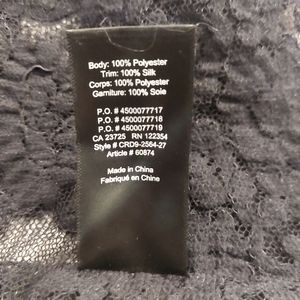 Body: 100% Polyester
Trim: 100% Silk
Corps: 100% Polyester
Garniture: 100% Soie
P.O. # 4500077717
P.O. # 4500077718
P.O. # 4500077719
CA 23725 RN 122354
Style # CRD9-2564-27
Article # 60874
Made in China
Fabriqué en Chine